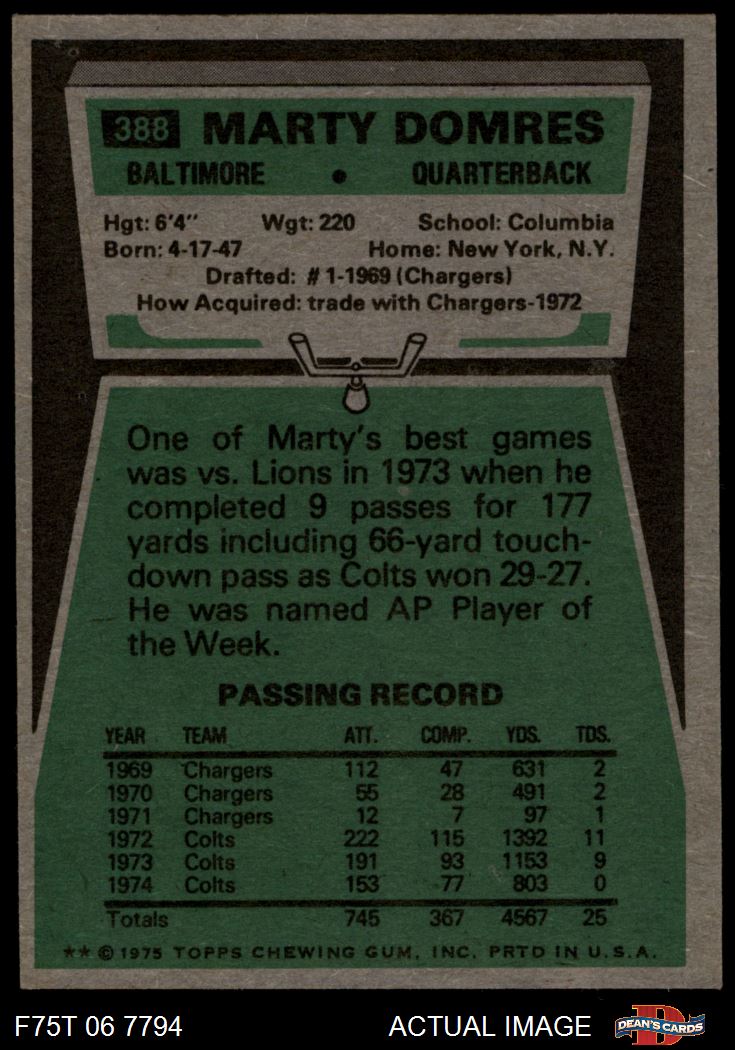 388 MARTY DOMRES
BALTIMORE • QUARTERBACK
Hgt: 6'4" Wgt: 220 School: Columbia
Born: 4-17-47 Home: New York, N.Y.
Drafted: #1-1969 (Chargers)
How Acquired: trade with Chargers-1972
One of Marty's best games
was vs. Lions in 1973 when he
completed 9 passes for 177
yards including 66-yard touch-
down pass as Colts won 29-27.
He was named AP Player of
the Week.
PASSING RECORD
YEAR TEAM ATT. COMP. YDS. TDS.
1969 Chargers 112 47 631 2
1970 Chargers 55 28 491 2
1971 Chargers 12 7 97 1
1972 Colts 222 115 1392 11
1973 Colts 191 93 1153 9
1974 Colts 153 77 803 0
Totals 745 367 4567 25
** © 1975 TOPPS CHEWING GUM, INC. PRTD IN U.S.A.
F75T 06 7794 ACTUAL IMAGE D DEAN'S CARDS